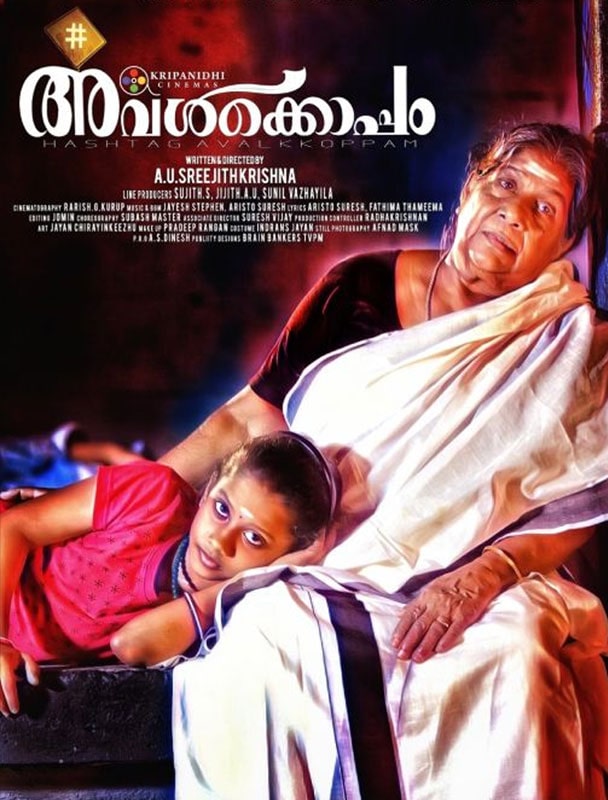 #
KRIPANIDHI
CINEMAS
അവൾക്കൊപ്പം
HASHTAG AVALKKOPPAM
WRITTEN & DIRECTED BY
A.U.SREEJITHKRISHNA
LINE PRODUCERS SUJITH.S, JIJITH.A.U, SUNIL VAZHAYILA
CINEMATOGRAPHY RARISH.G.KURUP MUSIC & BGM JAYESH STEPHEN, ARISTO SURESH LYRICS ARISTO SURESH, FATHIMA THAMEEMA
EDITING JOMIN CHOREOGRAPHY SUBASH MASTER ASSOCIATE DIRECTOR SURESH VIJAY PRODUCTION CONTROLLER RADHAKRISHNAN
ART JAYAN CHIRAYINKEEZHU MAKE UP PRADEEP RANGAN COSTUME INDRANS JAYAN STILL PHOTOGRAPHY AFNAD MASK
P.R.O A.S.DINESH PUBLIITY DESIGNS BRAIN BANKERS TVPM